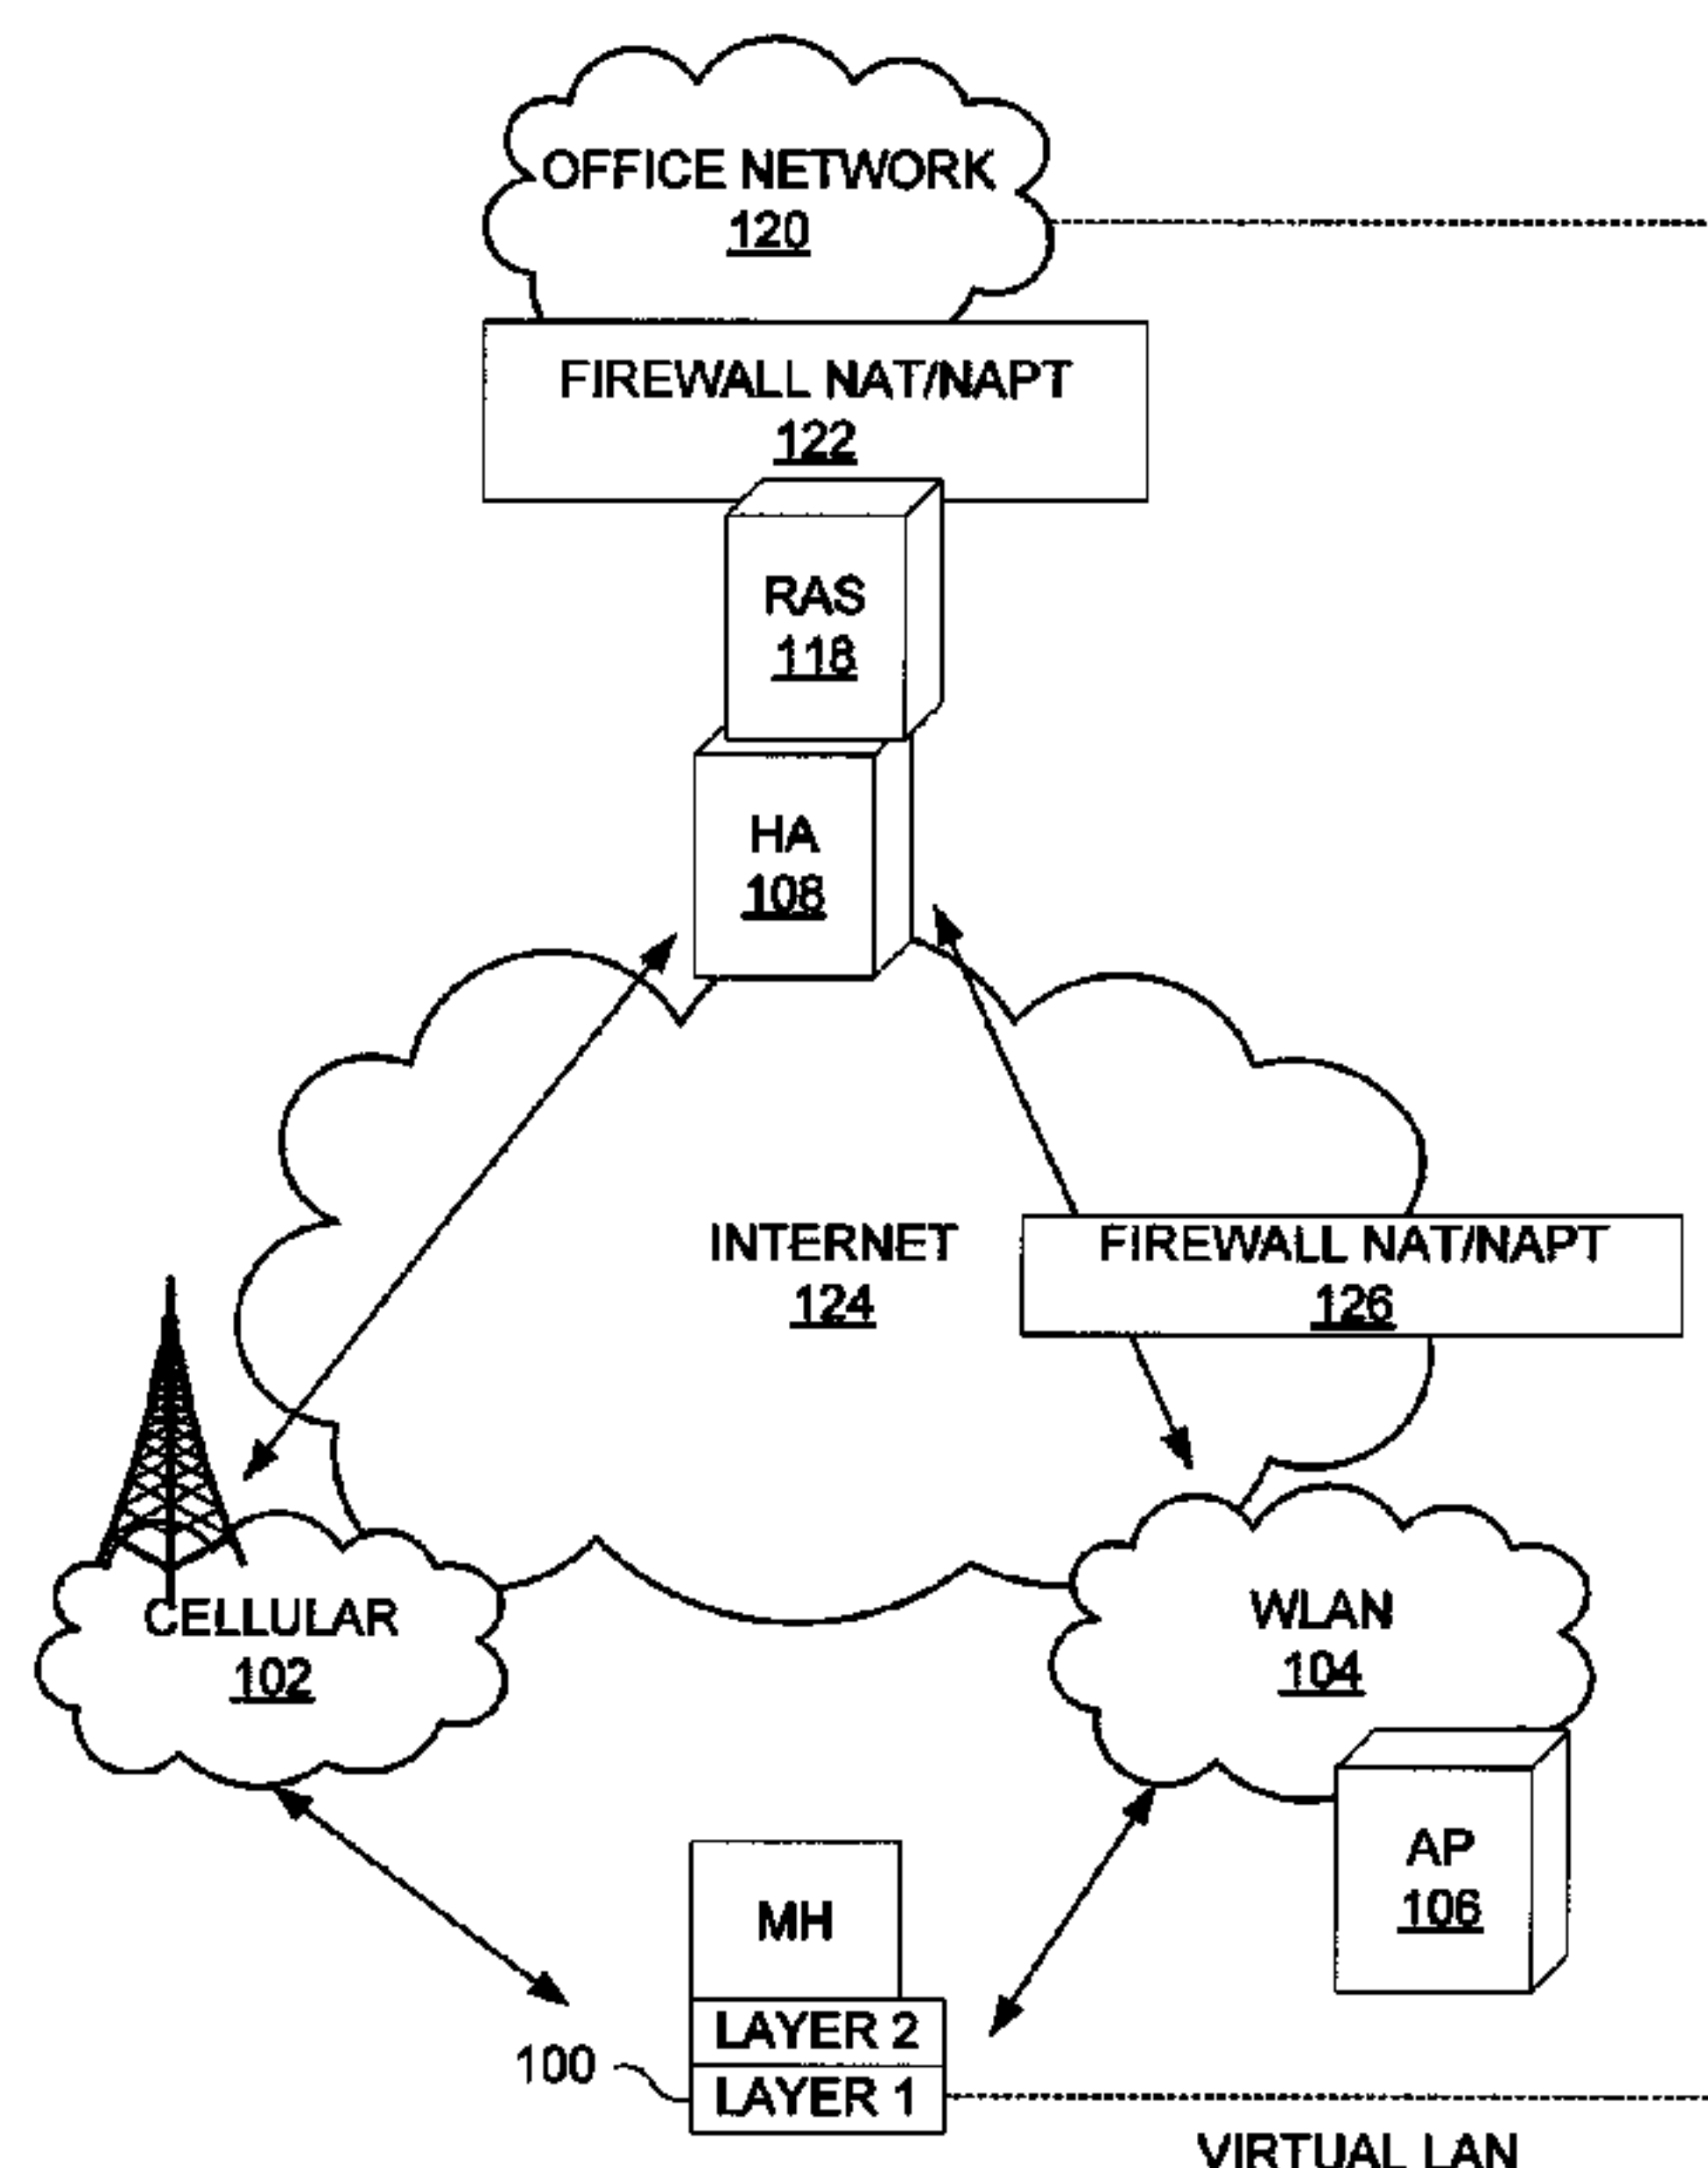 OFFICE NETWORK
120
FIREWALL NAT/NAPT
122
RAS
118
HA
108
INTERNET
124
FIREWALL NAT/NAPT
126
CELLULAR
102
WLAN
104
AP
106
MH
LAYER 2
100
LAYER 1
VIRTUAL LAN